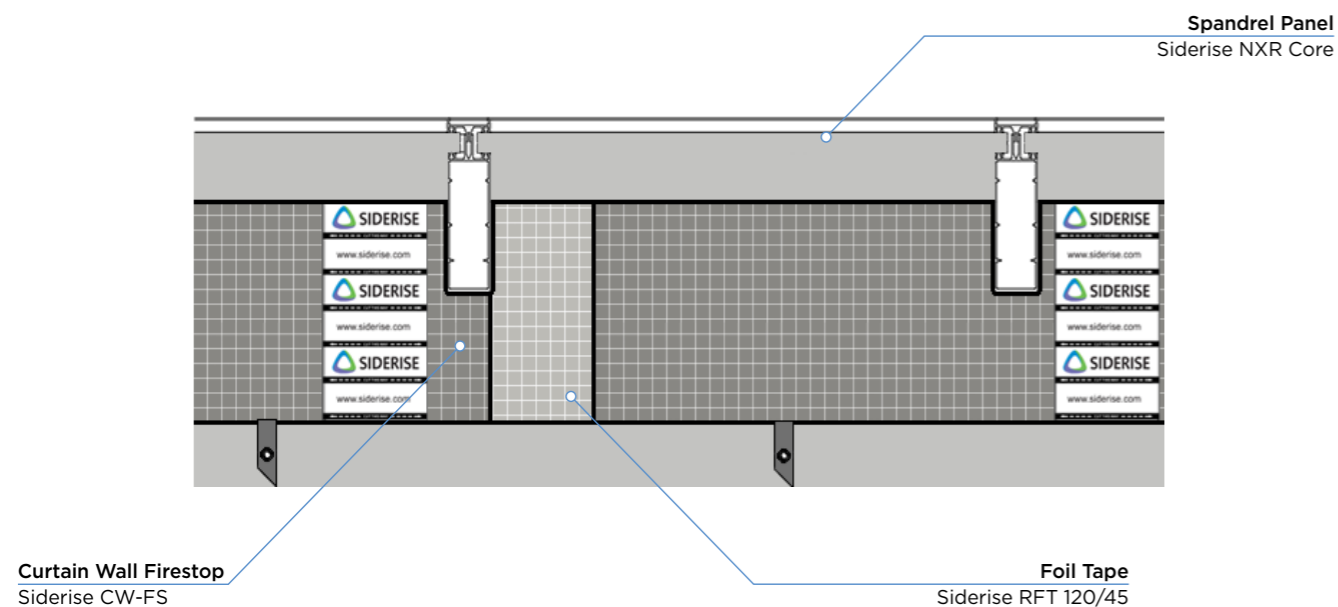 Spandrel Panel
Siderise NXR Core
SIDERISE
www.siderise.com
SIDERISE
www.siderise.com
SIDERISE
www.siderise.com
SIDERISE
www.siderise.com
SIDERISE
www.siderise.com
SIDERISE
www.siderise.com
Curtain Wall Firestop
Siderise CW-FS
Foil Tape
Siderise RFT 120/45